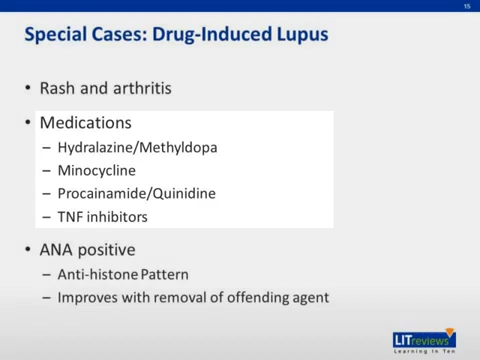 15
Special Cases: Drug-Induced Lupus
• Rash and arthritis
• Medications
– Hydralazine/Methyldopa
– Minocycline
– Procainamide/Quinidine
– TNF inhibitors
• ANA positive
– Anti-histone Pattern
– Improves with removal of offending agent
LITreviews
Learning in Ten